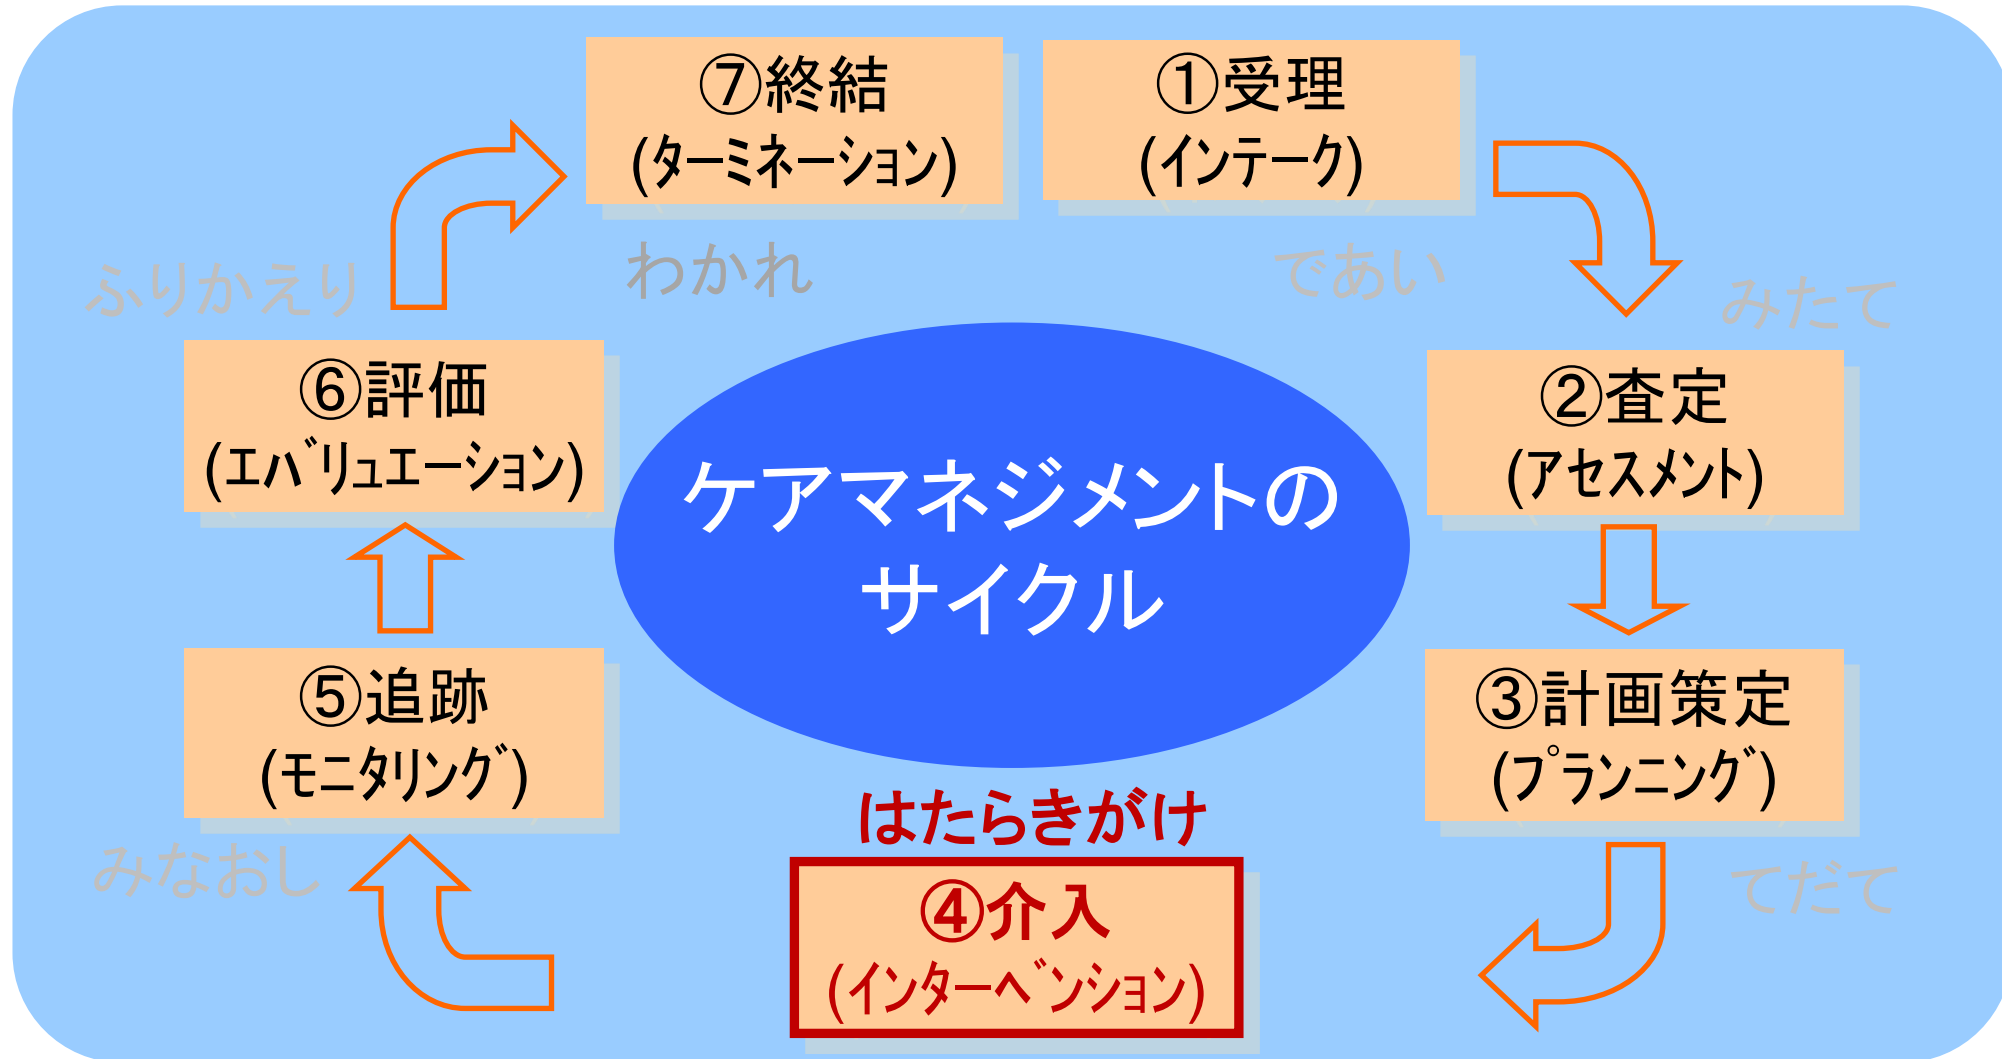 ⑦終結
(ﾀｰﾐﾈｰｼｮﾝ)
わかれ
①受理
(ｲﾝﾃｰｸ)
であい
みたて
②査定
(ｱｾｽﾒﾝﾄ)
③計画策定
(ﾌﾟﾗﾝﾆﾝｸﾞ)
てだて
はたらきがけ
④介入
(ｲﾝﾀｰﾍﾞﾝｼｮﾝ)
みなおし
⑤追跡
(ﾓﾆﾀﾘﾝｸﾞ)
⑥評価
(ｴﾊﾞﾘｭｴｰｼｮﾝ)
ふりかえり
ケアマネジメントの
サイクル